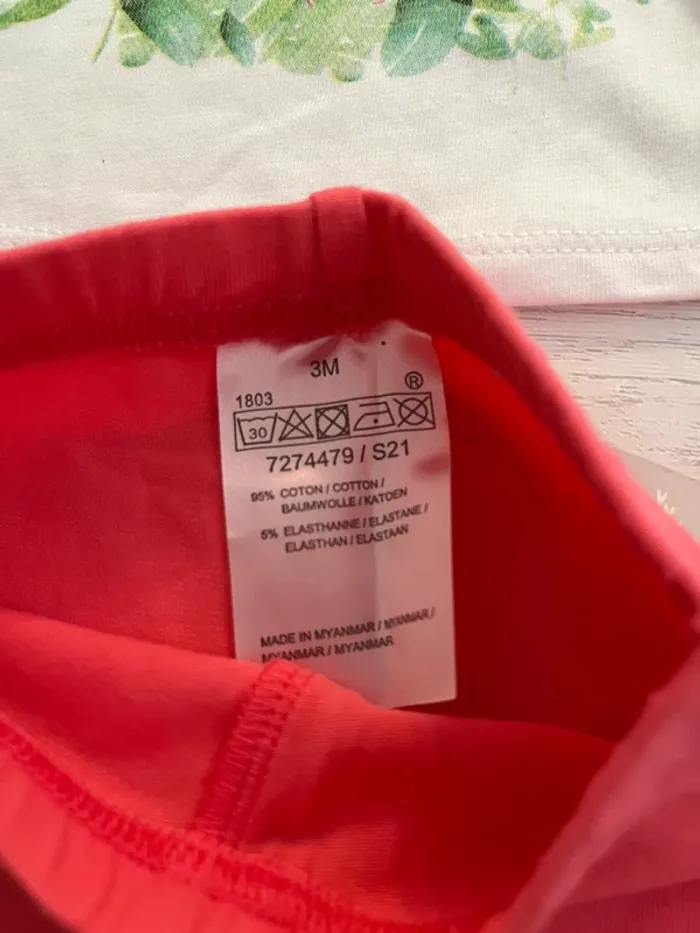 3M
1803
®
30
7274479 / S21
95% COTON / COTTON /
BAUMWOLLE / KATOEN
5% ELASTHANNE / ELASTANE /
ELASTHAN / ELASTAAN
MADE IN MYANMAR / MYANMAR /
MYANMAR / MYANMAR